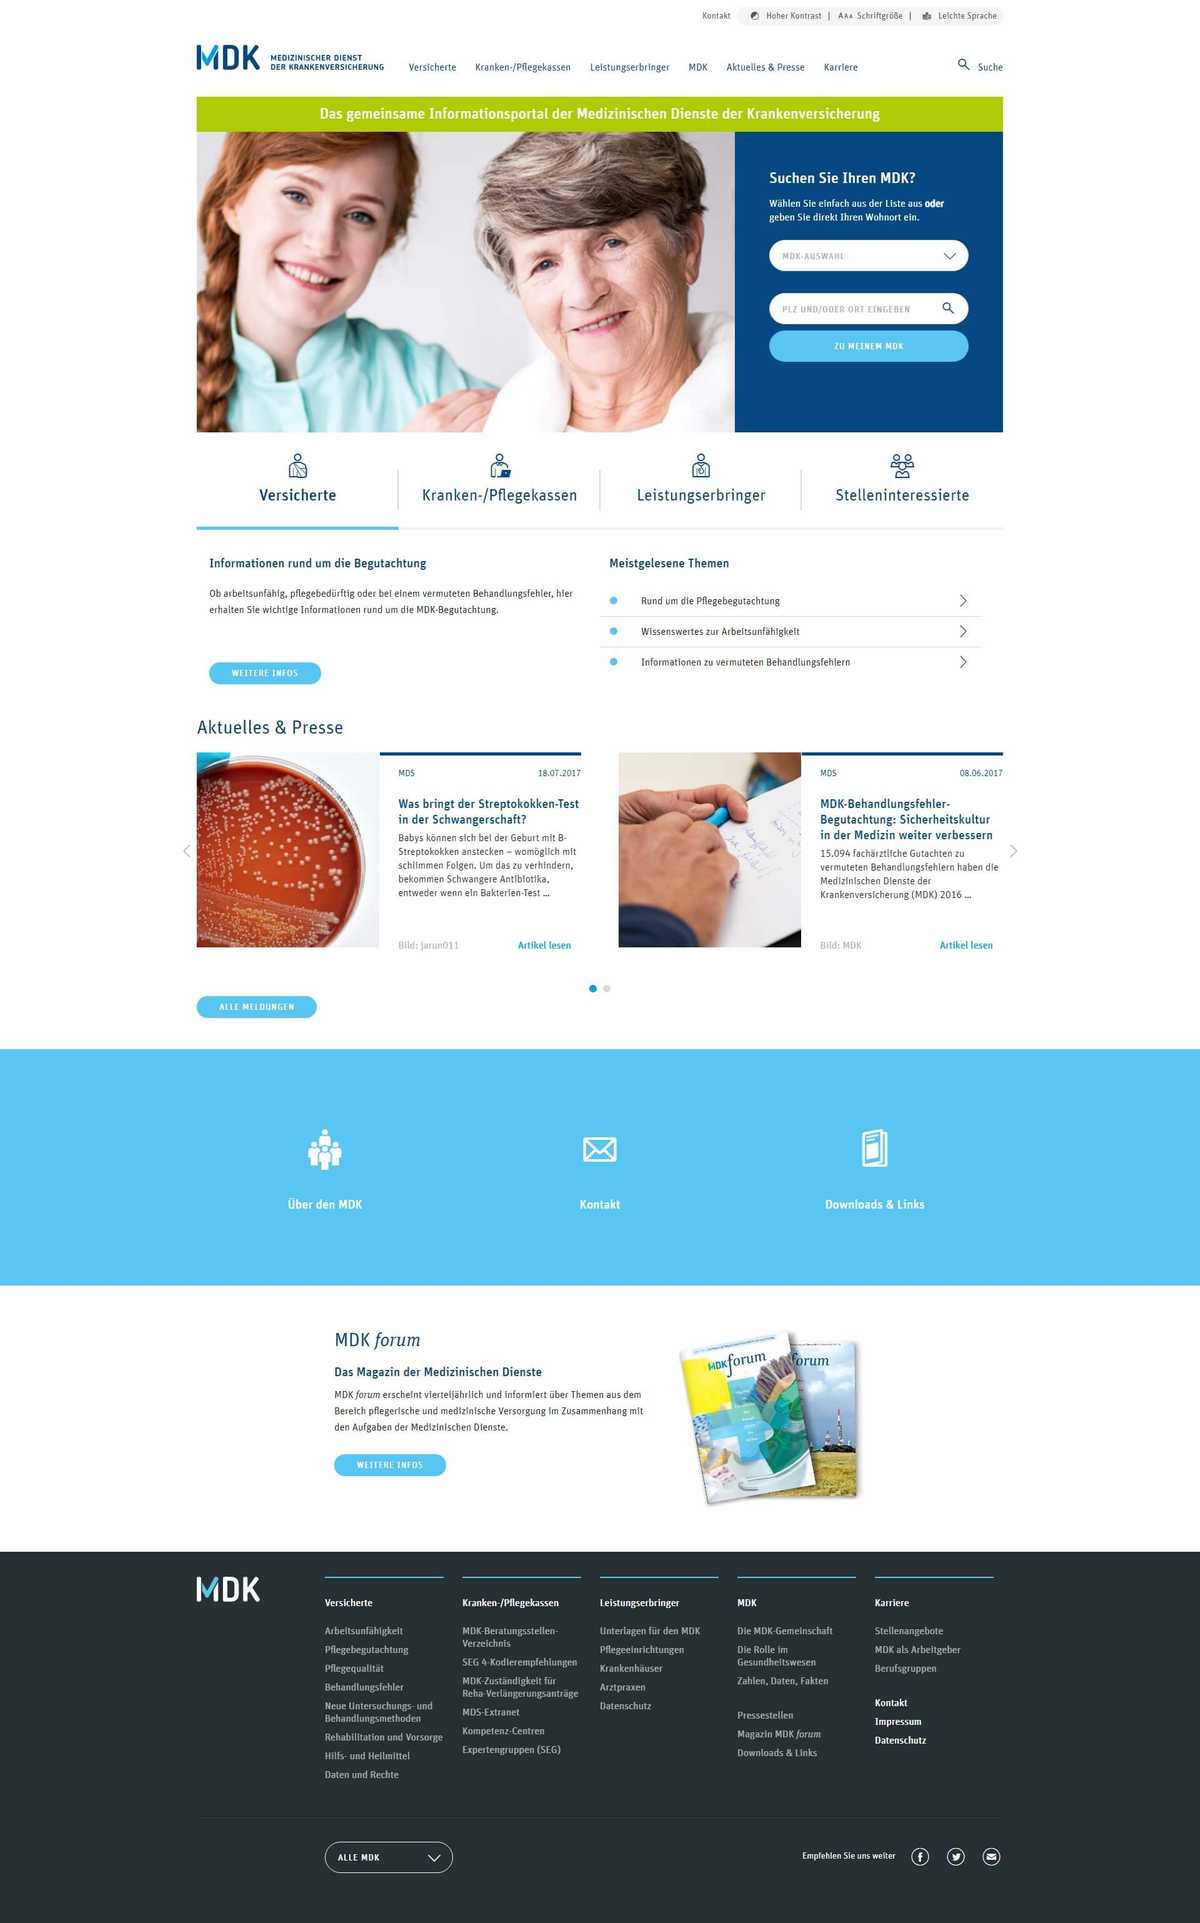 Kontakt
Hoher Kontrast | AAA Schriftgröße | Leichte Sprache
MDK MEDIZINISCHER DIENST
DER KRANKENVERSICHERUNG
Versicherte Kranken-/Pflegekassen Leistungserbringer MDK Aktuelles & Presse Karriere Suche
Das gemeinsame Informationsportal der Medizinischen Dienste der Krankenversicherung
Suchen Sie Ihren MDK?
Wählen Sie einfach aus der Liste aus oder
geben Sie direkt Ihren Wohnort ein.
MDK-AUSWAHL
PLZ UND/ODER ORT EINGEBEN
ZU MEINEM MDK
Versicherte
Kranken-/Pflegekassen
Leistungserbringer
Stelleninteressierte
Informationen rund um die Begutachtung
Ob arbeitsunfähig, pflegebedürftig oder bei einem vermuteten Behandlungsfehler, hier
erhalten Sie wichtige Informationen rund um die MDK-Begutachtung.
WEITERE INFOS
Meistgelesene Themen
Rund um die Pflegebegutachtung
Wissenswertes zur Arbeitsunfähigkeit
Informationen zu vermuteten Behandlungsfehlern
Aktuelles & Presse
MDS 18.07.2017
Was bringt der Streptokokken-Test
in der Schwangerschaft?
Babys können sich bei der Geburt mit B-
Streptokokken anstecken – womöglich mit
schlimmen Folgen. Um das zu verhindern,
bekommen Schwangere Antibiotika,
entweder wenn ein Bakterien-Test ...
Bild: jarun011 Artikel lesen
MDS 08.06.2017
MDK-Behandlungsfehler-
Begutachtung: Sicherheitskultur
in der Medizin weiter verbessern
15.094 fachärztliche Gutachten zu
vermuteten Behandlungsfehlern haben die
Medizinischen Dienste der
Krankenversicherung (MDK) 2016 ...
Bild: MDK Artikel lesen
ALLE MELDUNGEN
Über den MDK
Kontakt
Downloads & Links
MDK forum
Das Magazin der Medizinischen Dienste
MDK forum erscheint vierteljährlich und informiert über Themen aus dem
Bereich pflegerische und medizinische Versorgung im Zusammenhang mit
den Aufgaben der Medizinischen Dienste.
WEITERE INFOS
MDK forum
forum
MDK
Versicherte
Arbeitsunfähigkeit
Pflegebegutachtung
Pflegequalität
Behandlungsfehler
Neue Untersuchungs- und
Behandlungsmethoden
Rehabilitation und Vorsorge
Hilfs- und Heilmittel
Daten und Rechte
Kranken-/Pflegekassen
MDK-Beratungsstellen-
Verzeichnis
SEG 4-Kodierempfehlungen
MDK-Zuständigkeit für
Reha-Verlängerungsanträge
MDS-Extranet
Kompetenz-Centren
Expertengruppen (SEG)
Leistungserbringer
Unterlagen für den MDK
Pflegeeinrichtungen
Krankenhäuser
Arztpraxen
Datenschutz
MDK
Die MDK-Gemeinschaft
Die Rolle im
Gesundheitswesen
Zahlen, Daten, Fakten
Pressestellen
Magazin MDK forum
Downloads & Links
Karriere
Stellenangebote
MDK als Arbeitgeber
Berufsgruppen
Kontakt
Impressum
Datenschutz
ALLE MDK
Empfehlen Sie uns weiter